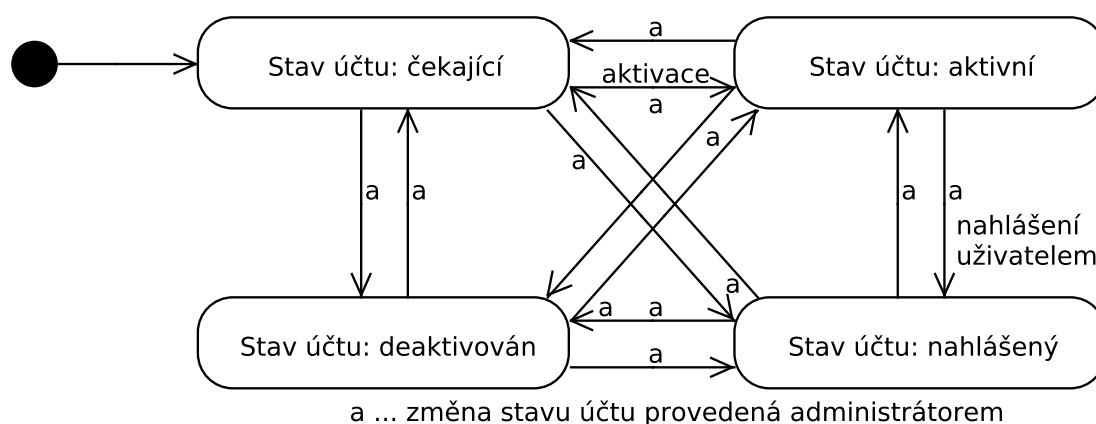 a
Stav účtu: čekající
Stav účtu: aktivní
aktivace
a
a
a
a
a
a
a
nahlášení
uživatelem
a
a
a
Stav účtu: deaktivován
a
Stav účtu: nahlášený
a ... změna stavu účtu provedená administrátorem